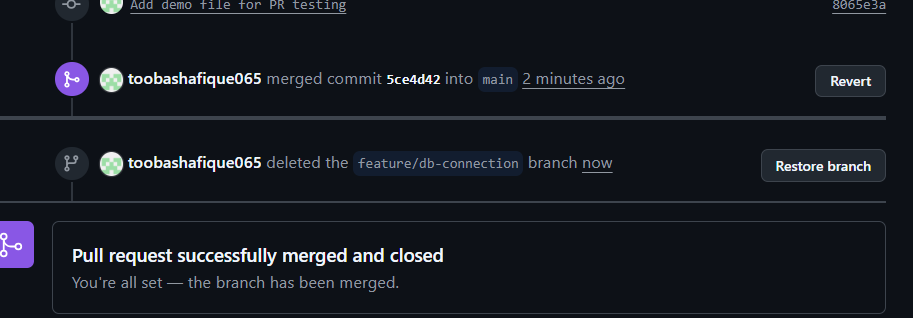 Add demo file for PR testing 8065e3a
toobashafique065 merged commit 5ce4d42 into main 2 minutes ago Revert
toobashafique065 deleted the feature/db-connection branch now Restore branch
Pull request successfully merged and closed
You're all set — the branch has been merged.